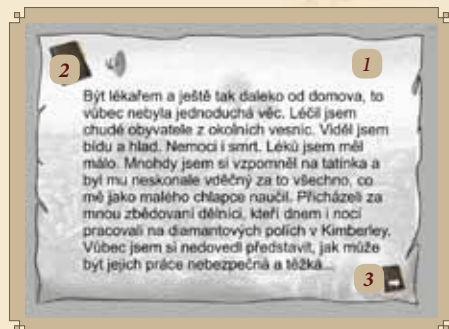 1
2
Být lékařem a ještě tak daleko od domova, to
vůbec nebyla jednoduchá věc. Léčil jsem
chudé obyvatele z okolních vesnic. Viděl jsem
bídu a hlad. Nemoci i smrt. Léků jsem měl
málo. Mnohdy jsem si vzpomněl na tatínka a
byl mu neskonale vděčný za to všechno, co
mě jako malého chlapce naučil. Přicházeli za
mnou zbědovaní dělníci, kteří dnem i nocí
pracovali na diamantových polích v Kimberley.
Vůbec jsem si nedovedl představit, jak může
být jejich práce nebezpečná a těžká...
3